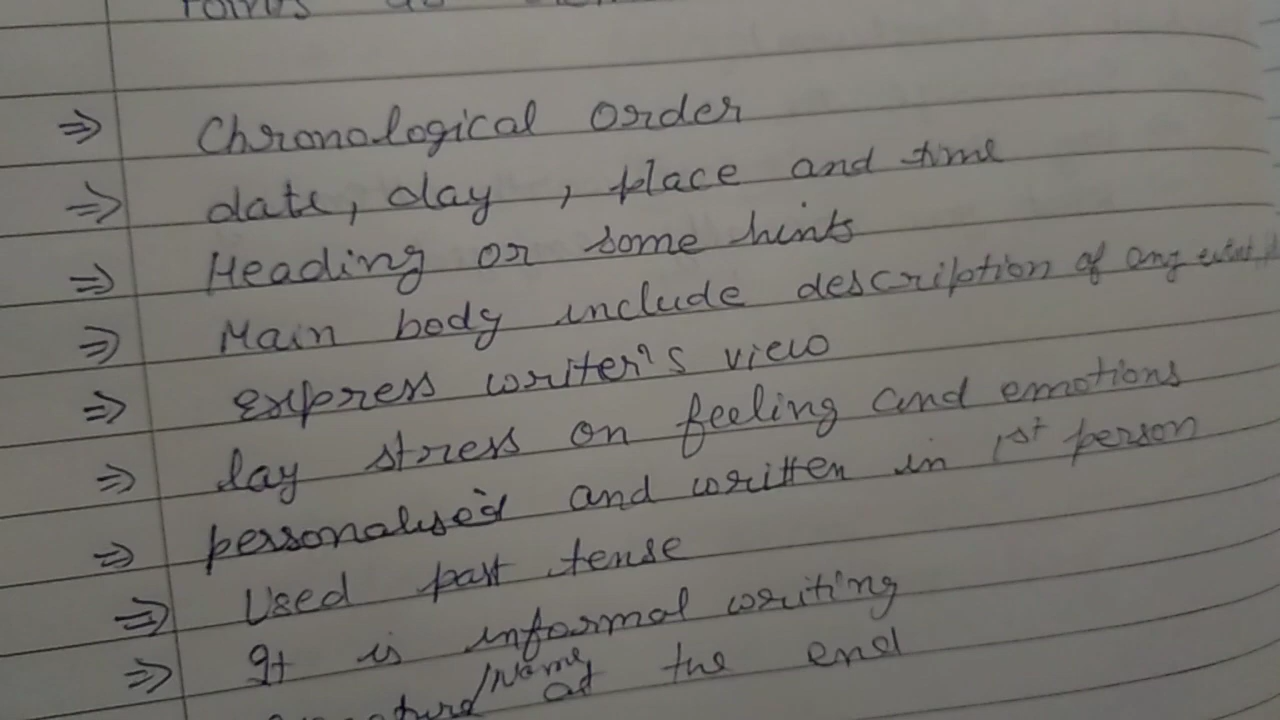 ⇒ Chronological order
⇒ date, day , place and time
⇒ Heading or some hints
⇒ Main body include description of any event
⇒ express writer's view
⇒ lay stress on feeling and emotions
⇒ personalised and written in 1st person
⇒ Used past tense
⇒ It is informal writing
/Name at the end